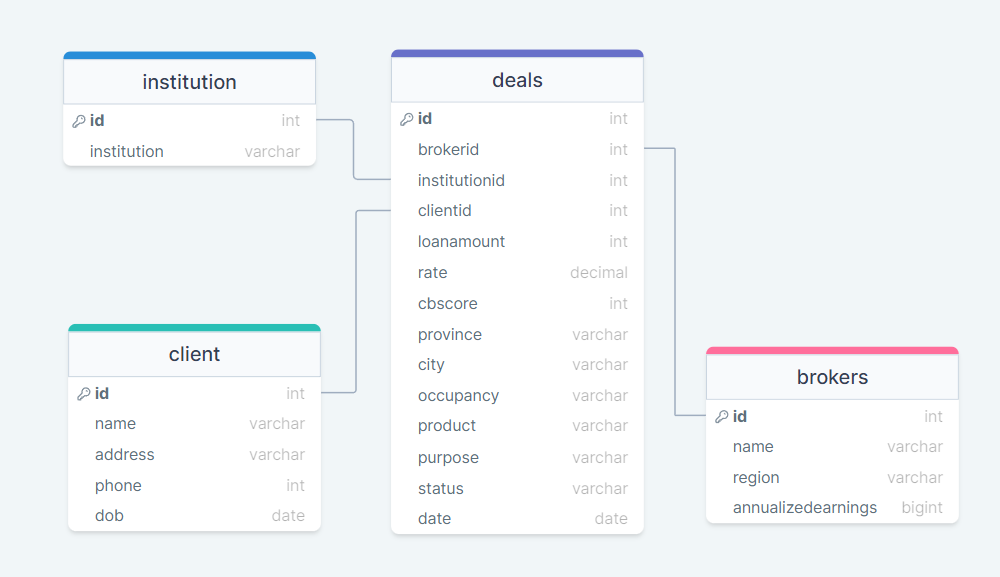 institution
id int
institution varchar
deals
id int
brokerid int
institutionid int
clientid int
loanamount int
rate decimal
cbscore int
province varchar
city varchar
occupancy varchar
product varchar
purpose varchar
status varchar
date date
client
id int
name varchar
address varchar
phone int
dob date
brokers
id int
name varchar
region varchar
annualizedearnings bigint